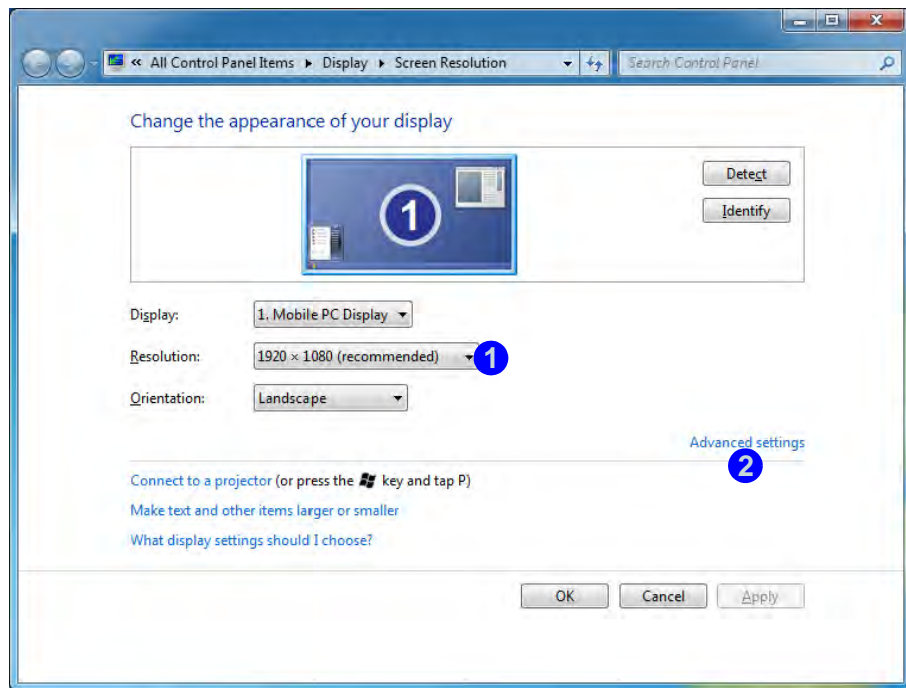 « All Control Panel Items ▸ Display ▸ Screen Resolution
Search Control Panel
Change the appearance of your display
1
Detect
Identify
Display: 1. Mobile PC Display
Resolution: 1920 × 1080 (recommended) 1
Orientation: Landscape
Advanced settings
2
Connect to a projector (or press the key and tap P)
Make text and other items larger or smaller
What display settings should I choose?
OK Cancel Apply